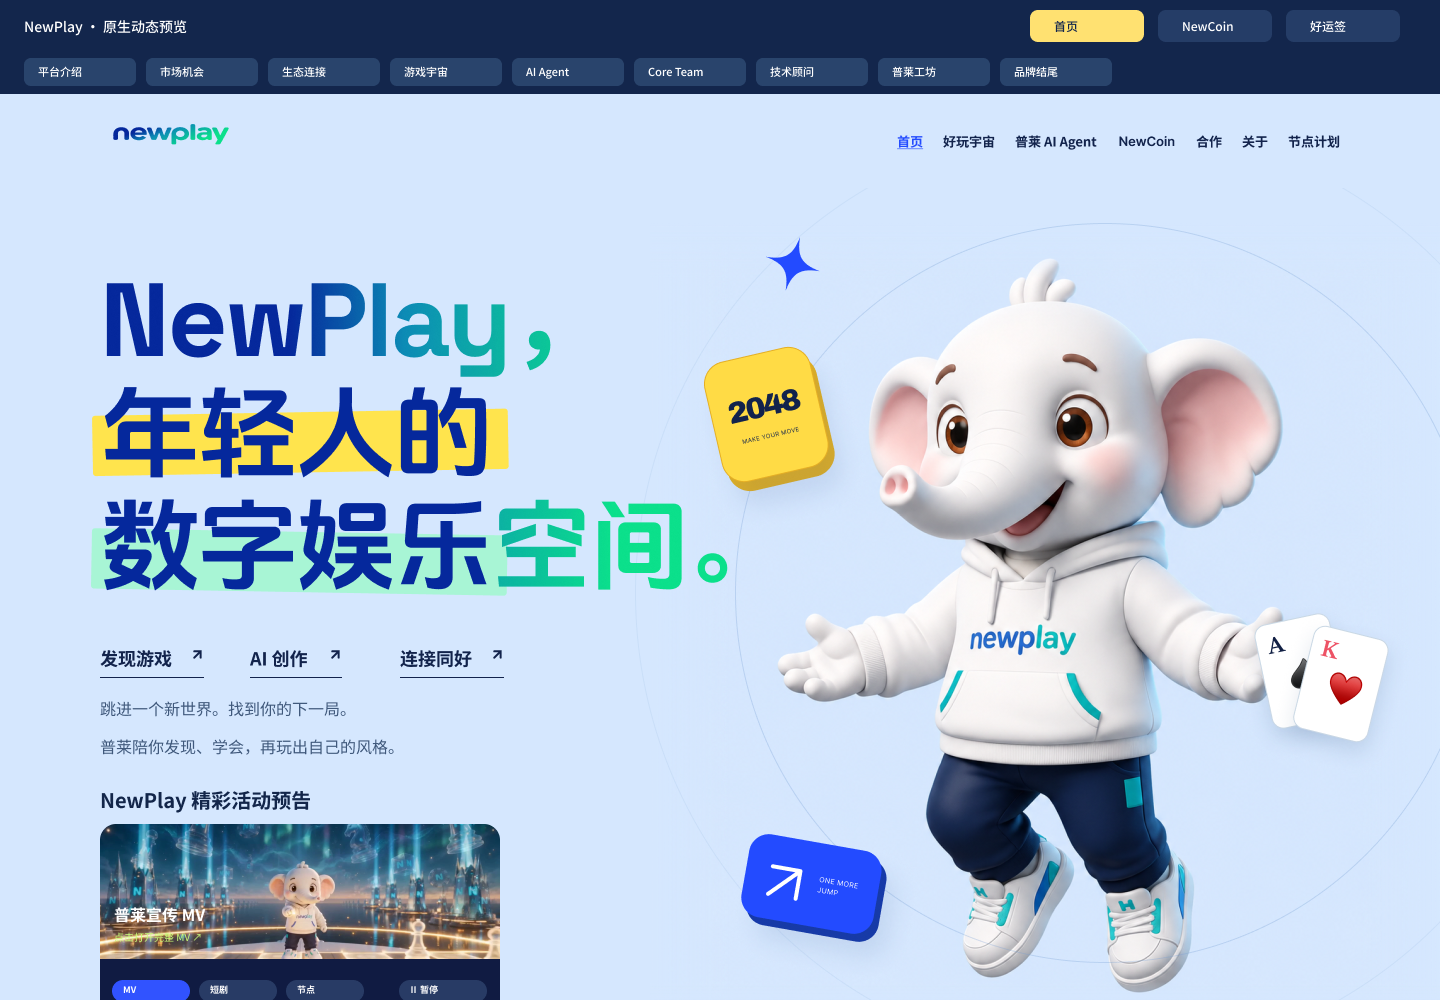 NewPlay · 原生动态预览
首页
NewCoin
好运签
平台介绍
市场机会
生态连接
游戏宇宙
AI Agent
Core Team
技术顾问
普莱工坊
品牌结尾
newplay
首页
好玩宇宙
普莱 AI Agent
NewCoin
合作
关于
节点计划
NewPlay，
年轻人的
数字娱乐空间。
2048
MAKE YOUR MOVE
newplay
A
K
发现游戏
AI 创作
连接同好
跳进一个新世界。找到你的下一局。
普莱陪你发现、学会，再玩出自己的风格。
NewPlay 精彩活动预告
普莱宣传 MV
点击打开完整 MV ↗
ONE MORE
JUMP
MV
短剧
节点
II 暂停